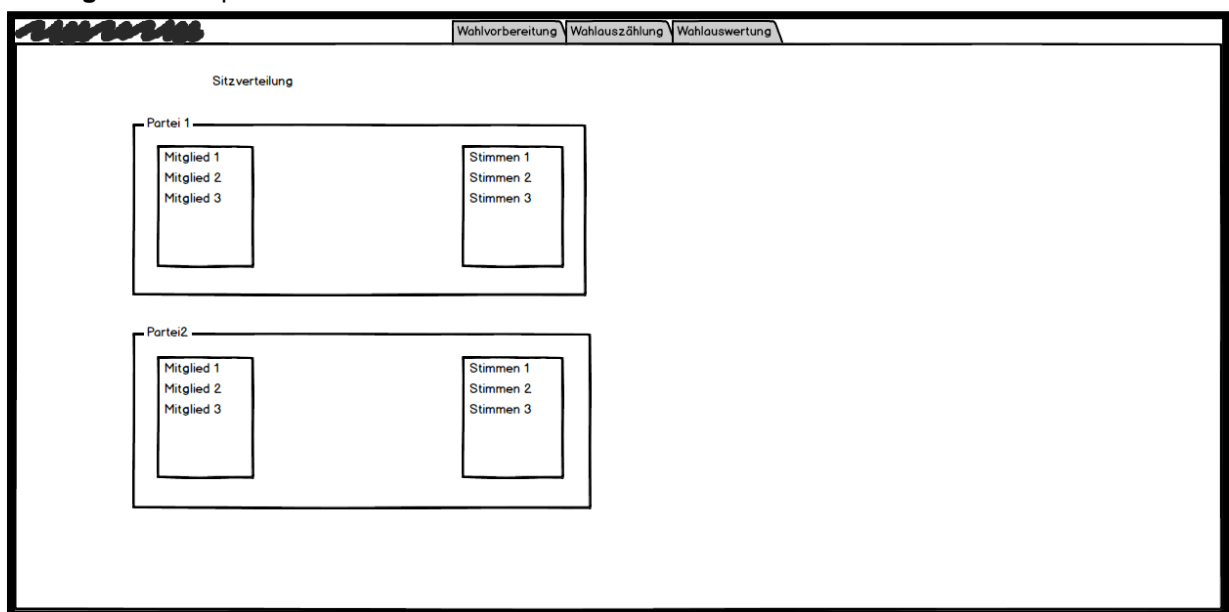 Wahlvorbereitung Wahlauszählung Wahlauswertung
Sitzverteilung
Partei 1
Mitglied 1 Stimmen 1
Mitglied 2 Stimmen 2
Mitglied 3 Stimmen 3
Partei2
Mitglied 1 Stimmen 1
Mitglied 2 Stimmen 2
Mitglied 3 Stimmen 3